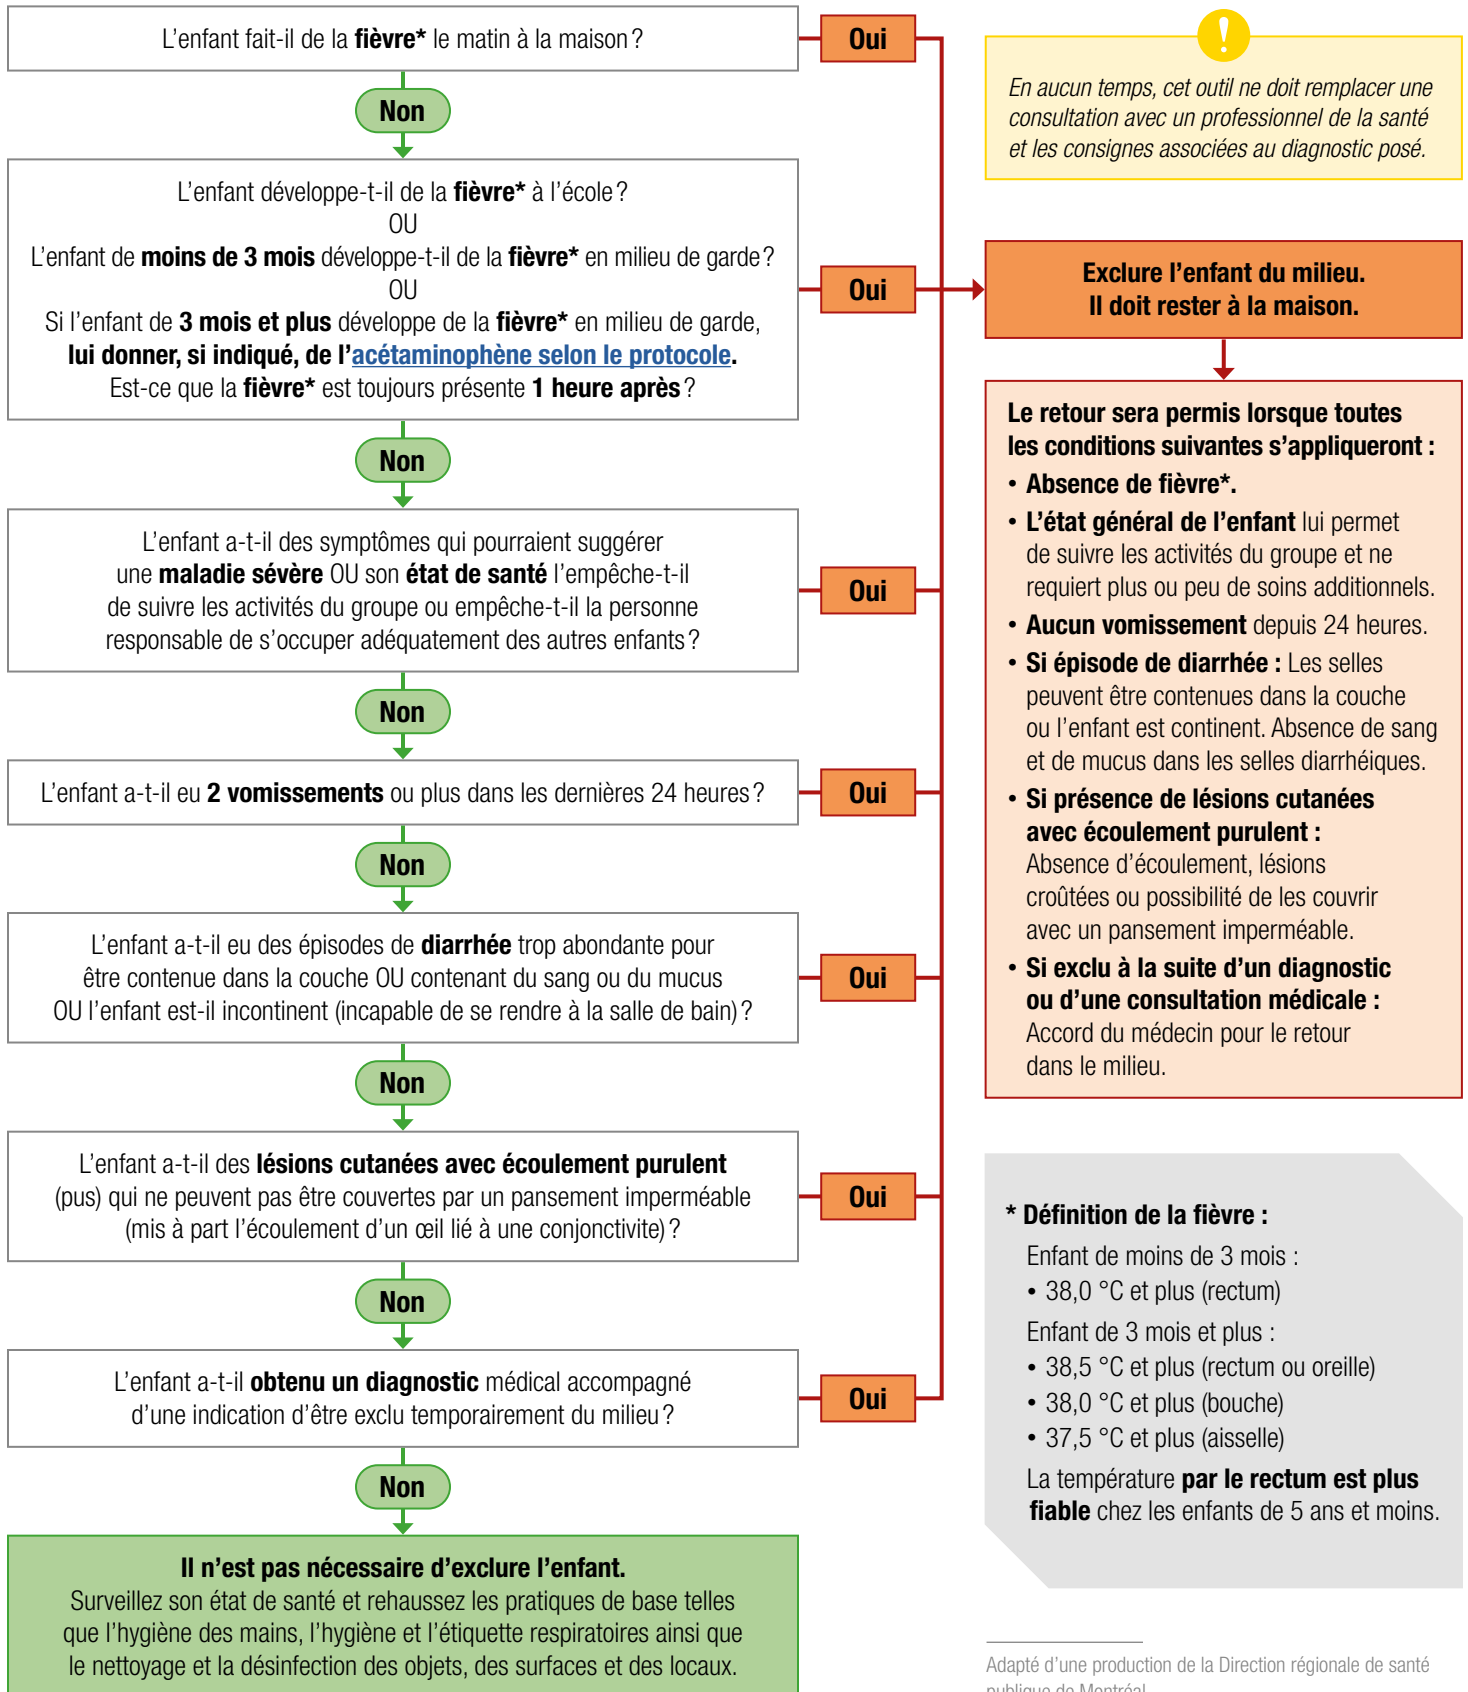 L’enfant fait-il de la fièvre* le matin à la maison ?
Oui
Non
L’enfant développe-t-il de la fièvre* à l’école ?
OU
L’enfant de moins de 3 mois développe-t-il de la fièvre* en milieu de garde ?
OU
Si l’enfant de 3 mois et plus développe de la fièvre* en milieu de garde,
lui donner, si indiqué, de l’acétaminophène selon le protocole.
Est-ce que la fièvre* est toujours présente 1 heure après ?
Oui
Non
L’enfant a-t-il des symptômes qui pourraient suggérer
une maladie sévère OU son état de santé l’empêche-t-il
de suivre les activités du groupe ou empêche-t-il la personne
responsable de s’occuper adéquatement des autres enfants ?
Oui
Non
L’enfant a-t-il eu 2 vomissements ou plus dans les dernières 24 heures ?
Oui
Non
L’enfant a-t-il eu des épisodes de diarrhée trop abondante pour
être contenue dans la couche OU contenant du sang ou du mucus
OU l’enfant est-il incontinent (incapable de se rendre à la salle de bain) ?
Oui
Non
L’enfant a-t-il des lésions cutanées avec écoulement purulent
(pus) qui ne peuvent pas être couvertes par un pansement imperméable
(mis à part l’écoulement d’un œil lié à une conjonctivite) ?
Oui
Non
L’enfant a-t-il obtenu un diagnostic médical accompagné
d’une indication d’être exclu temporairement du milieu ?
Oui
Non
Il n’est pas nécessaire d’exclure l’enfant.
Surveillez son état de santé et rehaussez les pratiques de base telles
que l’hygiène des mains, l’hygiène et l’étiquette respiratoires ainsi que
le nettoyage et la désinfection des objets, des surfaces et des locaux.
!
En aucun temps, cet outil ne doit remplacer une
consultation avec un professionnel de la santé
et les consignes associées au diagnostic posé.
Exclure l’enfant du milieu.
Il doit rester à la maison.
Le retour sera permis lorsque toutes
les conditions suivantes s’appliqueront :
• Absence de fièvre*.
• L’état général de l’enfant lui permet
de suivre les activités du groupe et ne
requiert plus ou peu de soins additionnels.
• Aucun vomissement depuis 24 heures.
• Si épisode de diarrhée : Les selles
peuvent être contenues dans la couche
ou l’enfant est continent. Absence de sang
et de mucus dans les selles diarrhéiques.
• Si présence de lésions cutanées
avec écoulement purulent :
Absence d’écoulement, lésions
croûtées ou possibilité de les couvrir
avec un pansement imperméable.
• Si exclu à la suite d’un diagnostic
ou d’une consultation médicale :
Accord du médecin pour le retour
dans le milieu.
* Définition de la fièvre :
Enfant de moins de 3 mois :
• 38,0 °C et plus (rectum)
Enfant de 3 mois et plus :
• 38,5 °C et plus (rectum ou oreille)
• 38,0 °C et plus (bouche)
• 37,5 °C et plus (aisselle)
La température par le rectum est plus
fiable chez les enfants de 5 ans et moins.
Adapté d’une production de la Direction régionale de santé
publique de Montréal